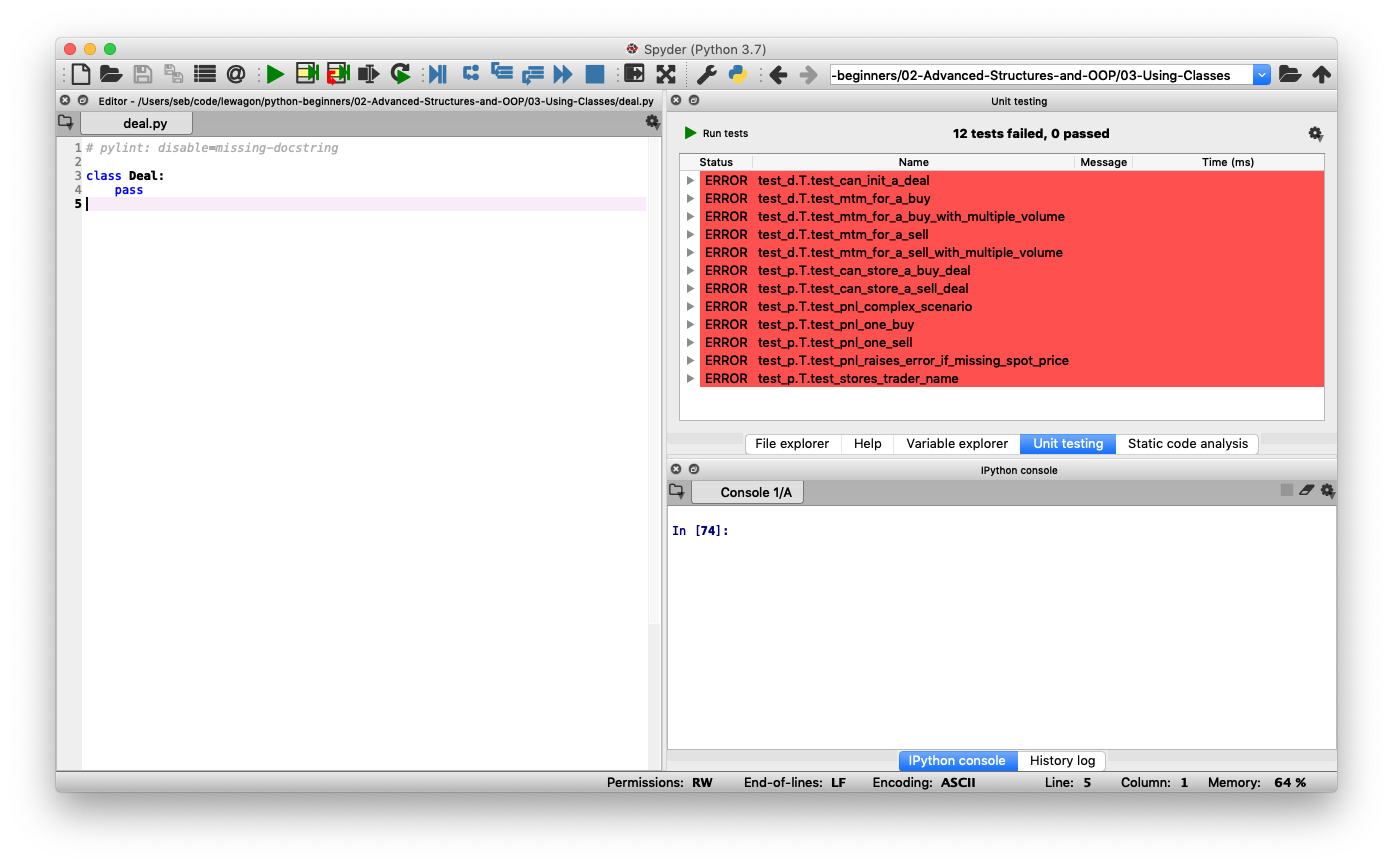 Spyder (Python 3.7)
-beginners/02-Advanced-Structures-and-OOP/03-Using-Classes
Editor - /Users/seb/code/lewagon/python-beginners/02-Advanced-Structures-and-OOP/03-Using-Classes/deal.py
deal.py
1 # pylint: disable=missing-docstring
2
3 class Deal:
4     pass
5
Unit testing
Run tests
12 tests failed, 0 passed
Status Name Message Time (ms)
ERROR test_d.T.test_can_init_a_deal
ERROR test_d.T.test_mtm_for_a_buy
ERROR test_d.T.test_mtm_for_a_buy_with_multiple_volume
ERROR test_d.T.test_mtm_for_a_sell
ERROR test_d.T.test_mtm_for_a_sell_with_multiple_volume
ERROR test_p.T.test_can_store_a_buy_deal
ERROR test_p.T.test_can_store_a_sell_deal
ERROR test_p.T.test_pnl_complex_scenario
ERROR test_p.T.test_pnl_one_buy
ERROR test_p.T.test_pnl_one_sell
ERROR test_p.T.test_pnl_raises_error_if_missing_spot_price
ERROR test_p.T.test_stores_trader_name
File explorer Help Variable explorer Unit testing Static code analysis
IPython console
Console 1/A
In [74]:
IPython console History log
Permissions: RW End-of-lines: LF Encoding: ASCII Line: 5 Column: 1 Memory: 64 %